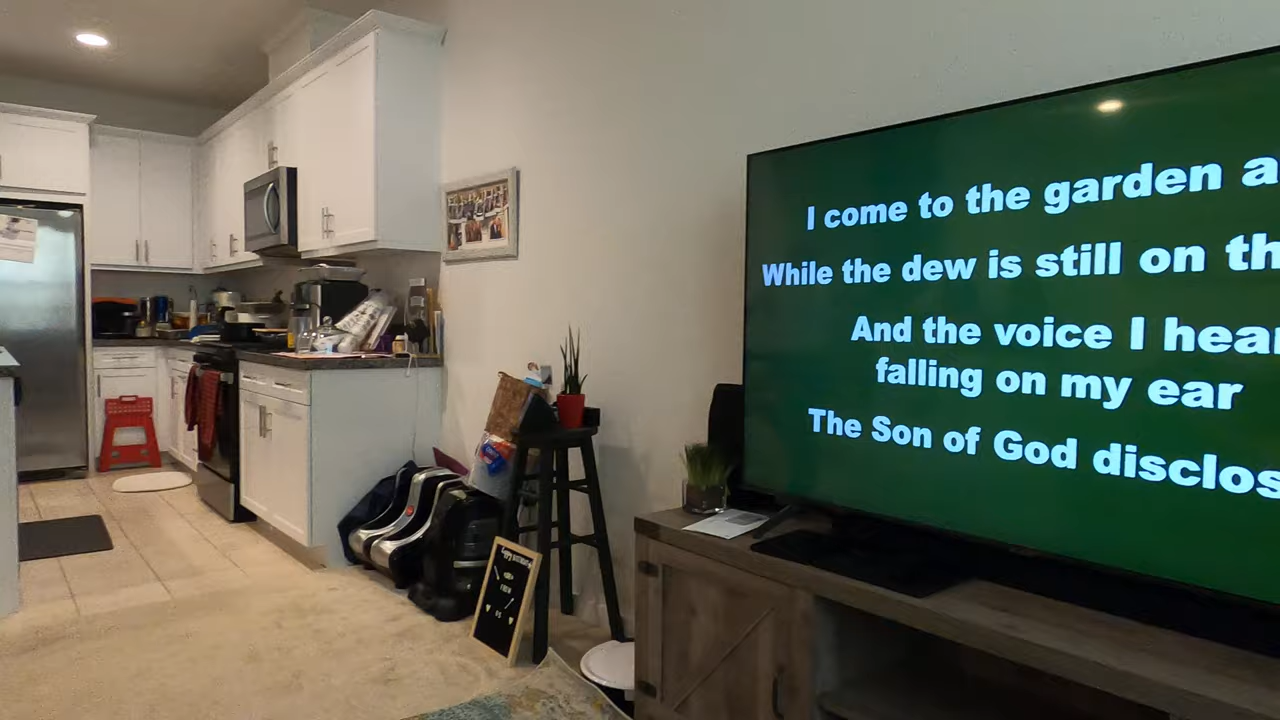 I come to the garden a
While the dew is still on th
And the voice I hear
falling on my ear
The Son of God disclos